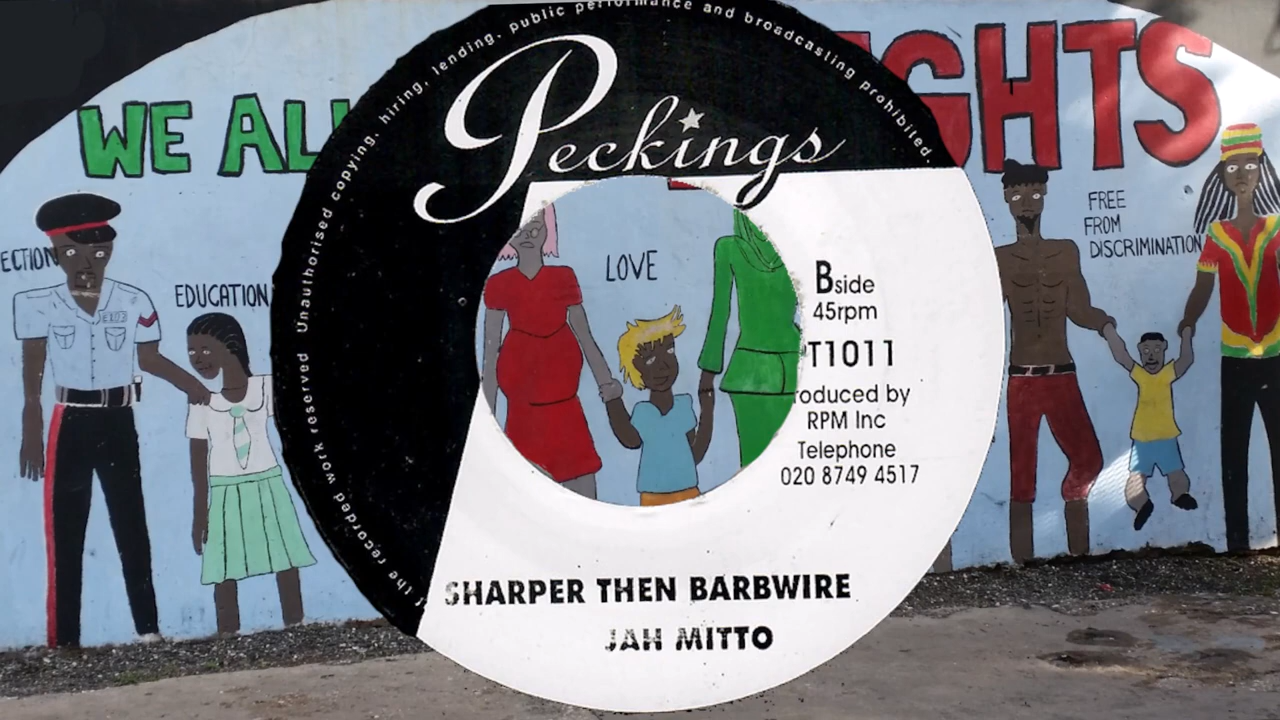 WE ALL
GHTS
ECTION
EDUCATION
LOVE
FREE
FROM
DISCRIMINATION
the recorded work reserved Unauthorised copying, hiring, lending, public performance and broadcasting prohibited.
Peckings
Bside
45rpm
T1011
roduced by
RPM Inc
Telephone
020 8749 4517
SHARPER THEN BARBWIRE
JAH MITTO